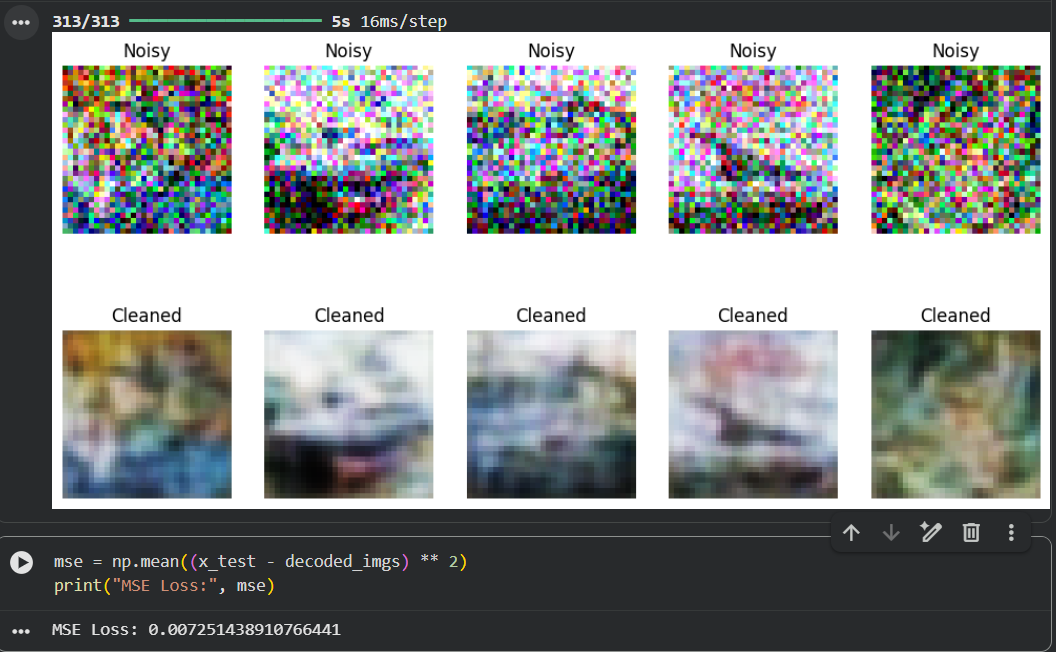 313/313 5s 16ms/step
Noisy Noisy Noisy Noisy Noisy
Cleaned Cleaned Cleaned Cleaned Cleaned
mse = np.mean((x_test - decoded_imgs) ** 2)
print("MSE Loss:", mse)
MSE Loss: 0.007251438910766441